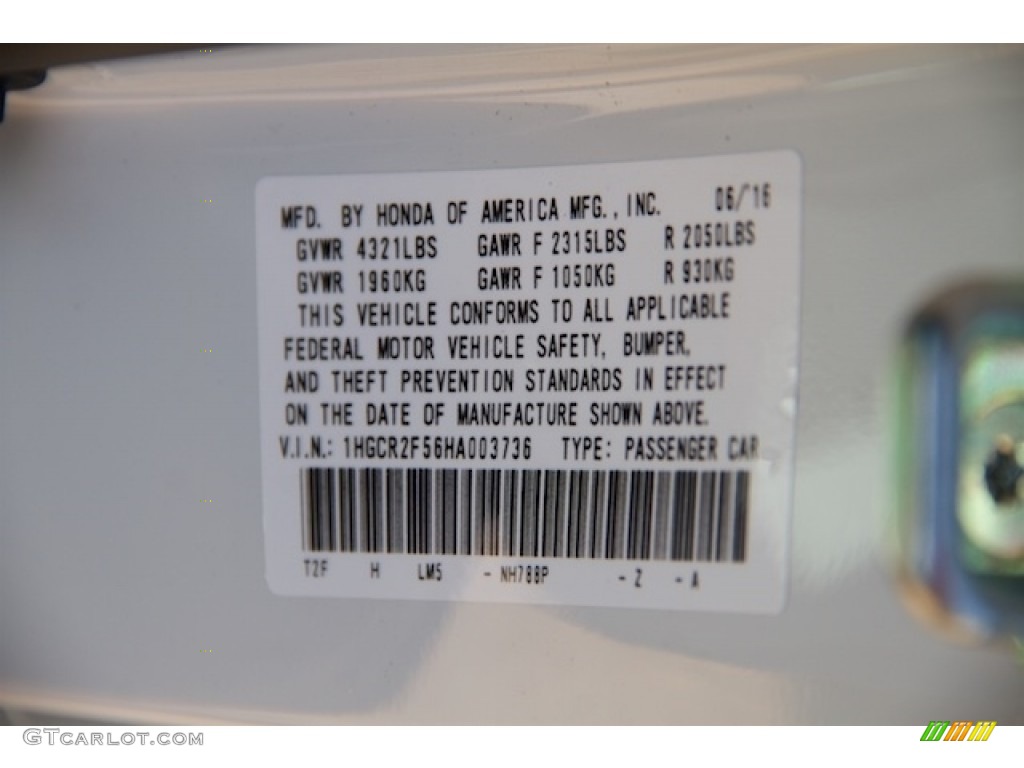 MFD. BY HONDA OF AMERICA MFG., INC. 06/16
GVWR 4321LBS GAWR F 2315LBS R 2050LBS
GVWR 1960KG GAWR F 1050KG R 930KG
THIS VEHICLE CONFORMS TO ALL APPLICABLE
FEDERAL MOTOR VEHICLE SAFETY, BUMPER,
AND THEFT PREVENTION STANDARDS IN EFFECT
ON THE DATE OF MANUFACTURE SHOWN ABOVE.
V.I.N.: 1HGCR2F56HA003736 TYPE: PASSENGER CAR
T2F H LM5 - NH788P - 2 - A
GTCARLOT.COM